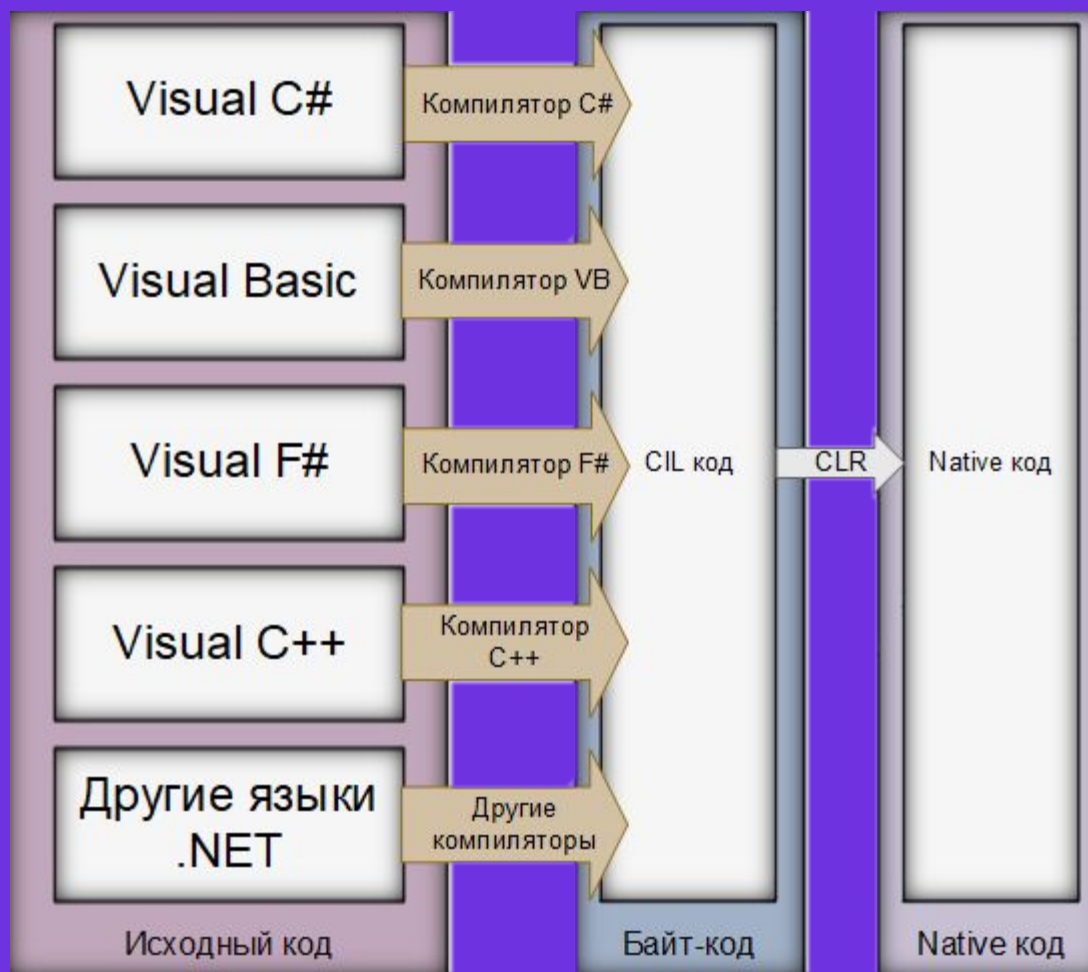 Visual C#
Компилятор C#
Visual Basic
Компилятор VB
Visual F#
Компилятор F#
CIL код
CLR
Native код
Visual C++
Компилятор
C++
Другие языки
.NET
Другие
компиляторы
Исходный код
Байт-код
Native код